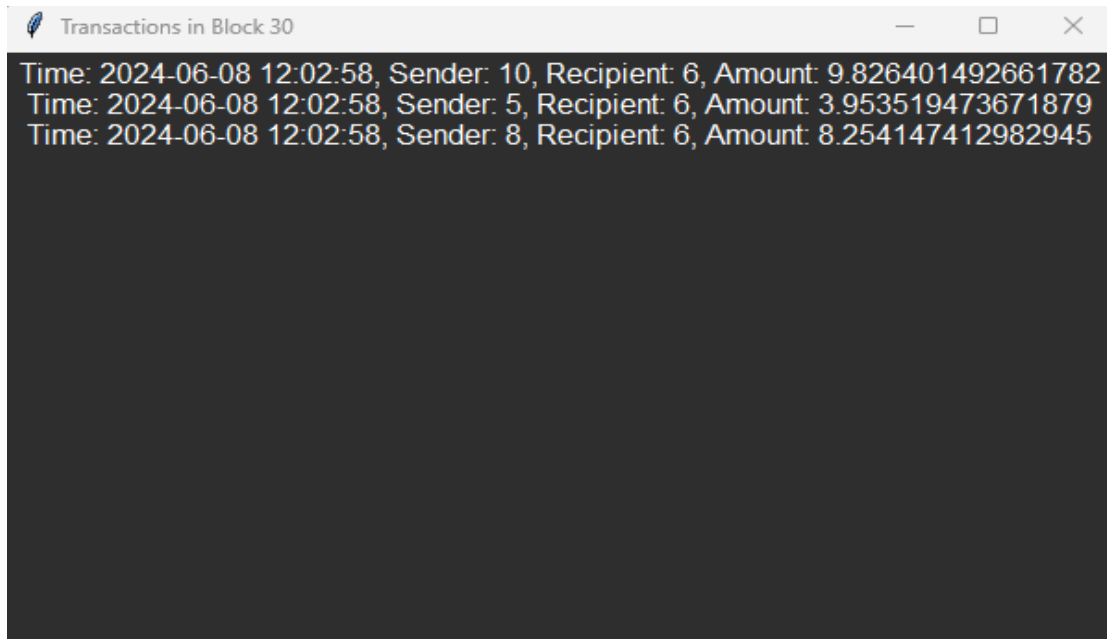 Transactions in Block 30
Time: 2024-06-08 12:02:58, Sender: 10, Recipient: 6, Amount: 9.826401492661782
Time: 2024-06-08 12:02:58, Sender: 5, Recipient: 6, Amount: 3.953519473671879
Time: 2024-06-08 12:02:58, Sender: 8, Recipient: 6, Amount: 8.254147412982945